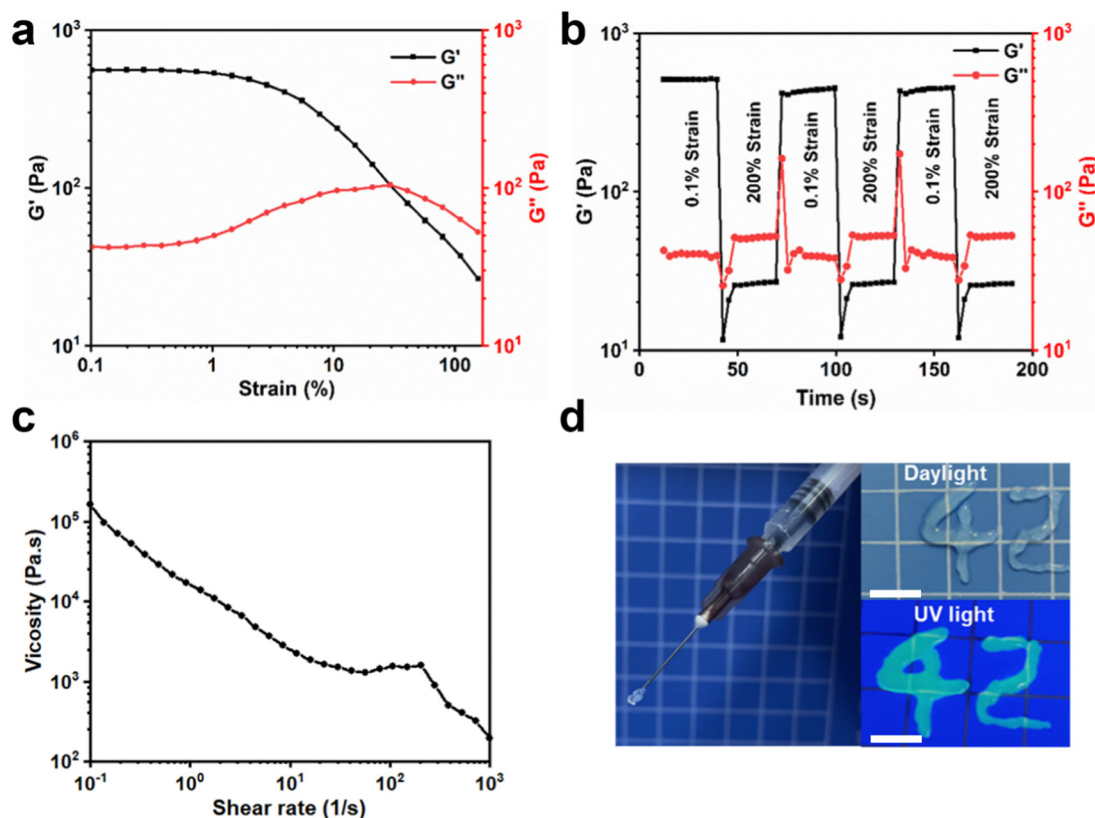 a
10³
10²
10¹
G' (Pa)
G'
G''
10³
10²
10¹
G'' (Pa)
0.1
1
10
100
Strain (%)
b
10³
10²
10¹
G' (Pa)
G'
G''
0.1% Strain
200% Strain
0.1% Strain
200% Strain
0.1% Strain
200% Strain
10³
10²
10¹
G'' (Pa)
0
50
100
150
200
Time (s)
c
10⁶
10⁵
10⁴
10³
10²
Vicosity (Pa.s)
10⁻¹
10⁰
10¹
10²
10³
Shear rate (1/s)
d
Daylight
42
UV light
42